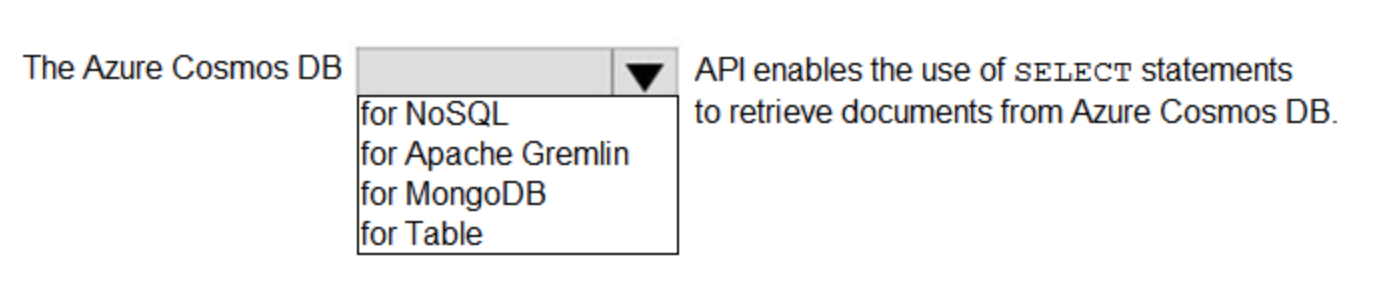 The Azure Cosmos DB
for NoSQL
for Apache Gremlin
for MongoDB
for Table
API enables the use of SELECT statements
to retrieve documents from Azure Cosmos DB.